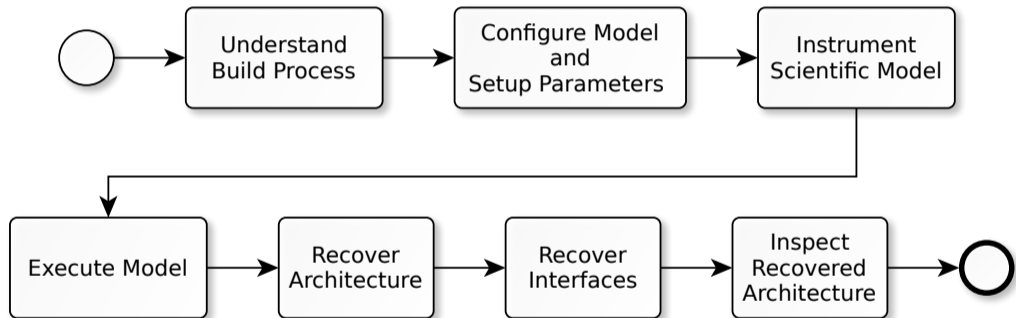 Understand
Build Process
Configure Model
and
Setup Parameters
Instrument
Scientific Model
Execute Model
Recover
Architecture
Recover
Interfaces
Inspect
Recovered
Architecture